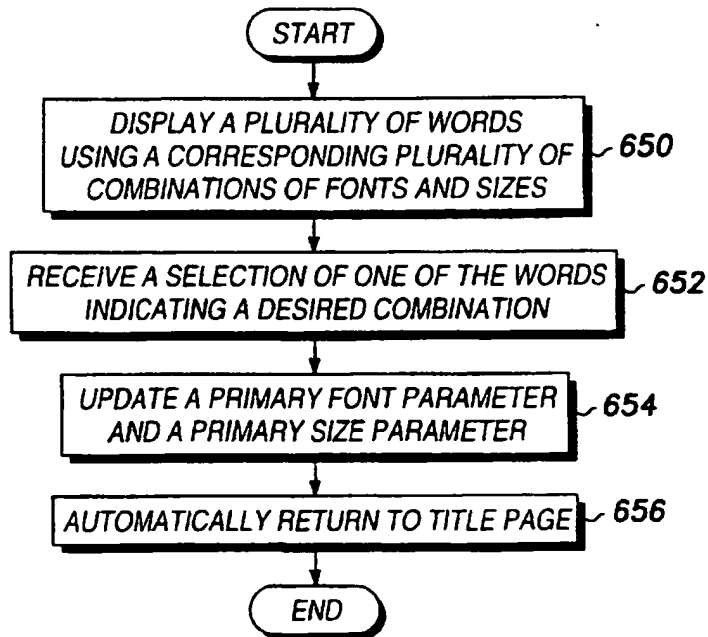 START
DISPLAY A PLURALITY OF WORDS
USING A CORRESPONDING PLURALITY OF
COMBINATIONS OF FONTS AND SIZES
650
RECEIVE A SELECTION OF ONE OF THE WORDS
INDICATING A DESIRED COMBINATION
652
UPDATE A PRIMARY FONT PARAMETER
AND A PRIMARY SIZE PARAMETER
654
AUTOMATICALLY RETURN TO TITLE PAGE
656
END